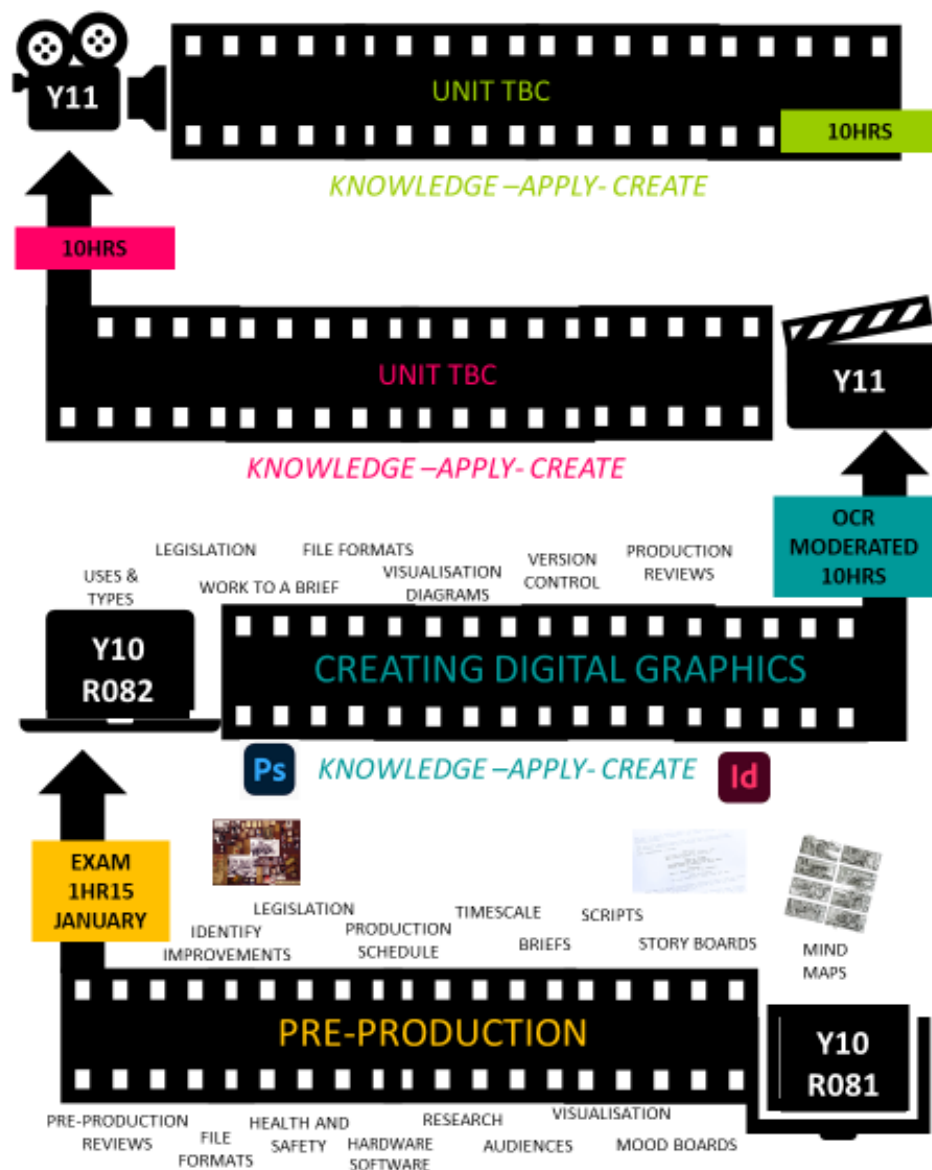 Y11
UNIT TBC
10HRS
KNOWLEDGE –APPLY- CREATE
10HRS
UNIT TBC
Y11
KNOWLEDGE –APPLY- CREATE
OCR
MODERATED
10HRS
LEGISLATION
FILE FORMATS
USES &
TYPES
WORK TO A BRIEF
VISUALISATION
DIAGRAMS
VERSION
CONTROL
PRODUCTION
REVIEWS
Y10
R082
CREATING DIGITAL GRAPHICS
Ps
KNOWLEDGE –APPLY- CREATE
Id
EXAM
1HR15
JANUARY
LEGISLATION
IDENTIFY
IMPROVEMENTS
PRODUCTION
SCHEDULE
TIMESCALE
BRIEFS
SCRIPTS
STORY BOARDS
MIND
MAPS
PRE-PRODUCTION
Y10
R081
PRE-PRODUCTION
REVIEWS
FILE
FORMATS
HEALTH AND
SAFETY
HARDWARE
SOFTWARE
RESEARCH
AUDIENCES
VISUALISATION
MOOD BOARDS